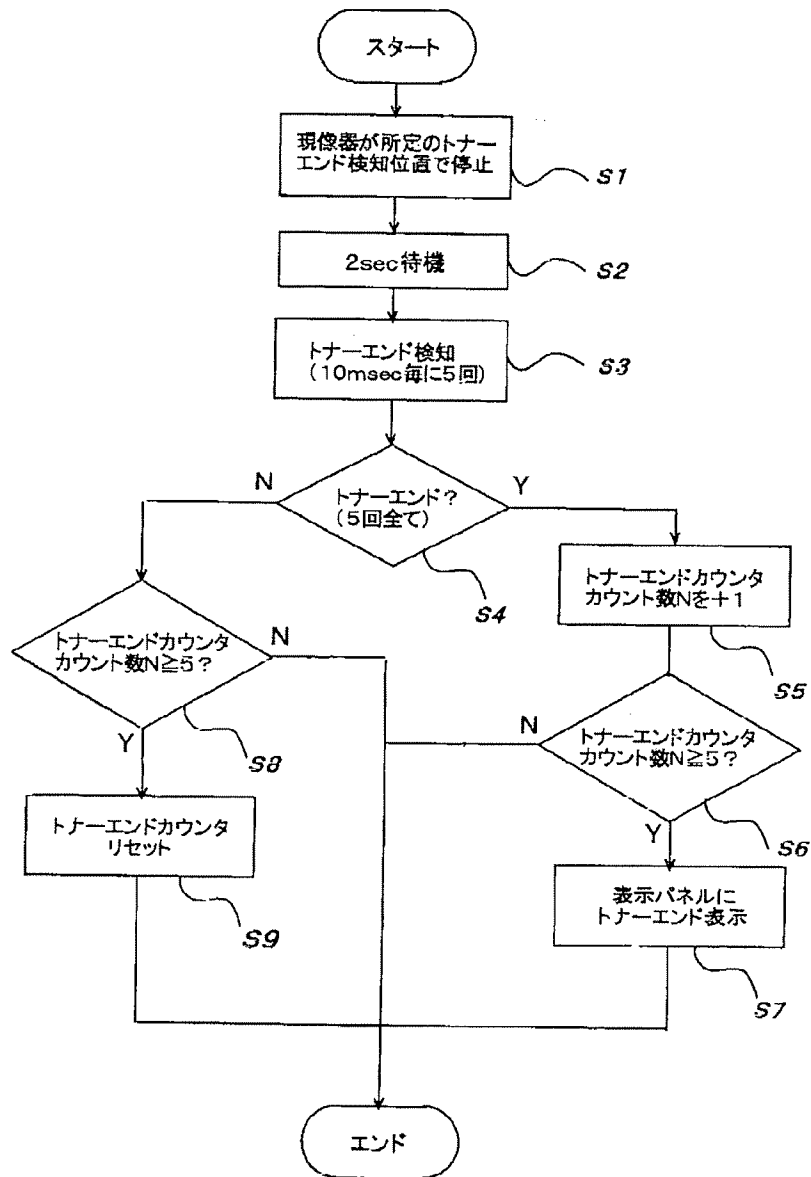 スタート
現像器が所定のトナー
エンド検知位置で停止
S1
2sec待機
S2
トナーエンド検知
(10msec毎に5回)
S3
N
Y
トナーエンド?
(5回全て)
S4
トナーエンドカウンタ
カウント数Nを+1
S5
トナーエンドカウンタ
カウント数N≧5?
N
S8
Y
N
トナーエンドカウンタ
カウント数N≧5?
S6
Y
トナーエンドカウンタ
リセット
S9
表示パネルに
トナーエンド表示
S7
エンド